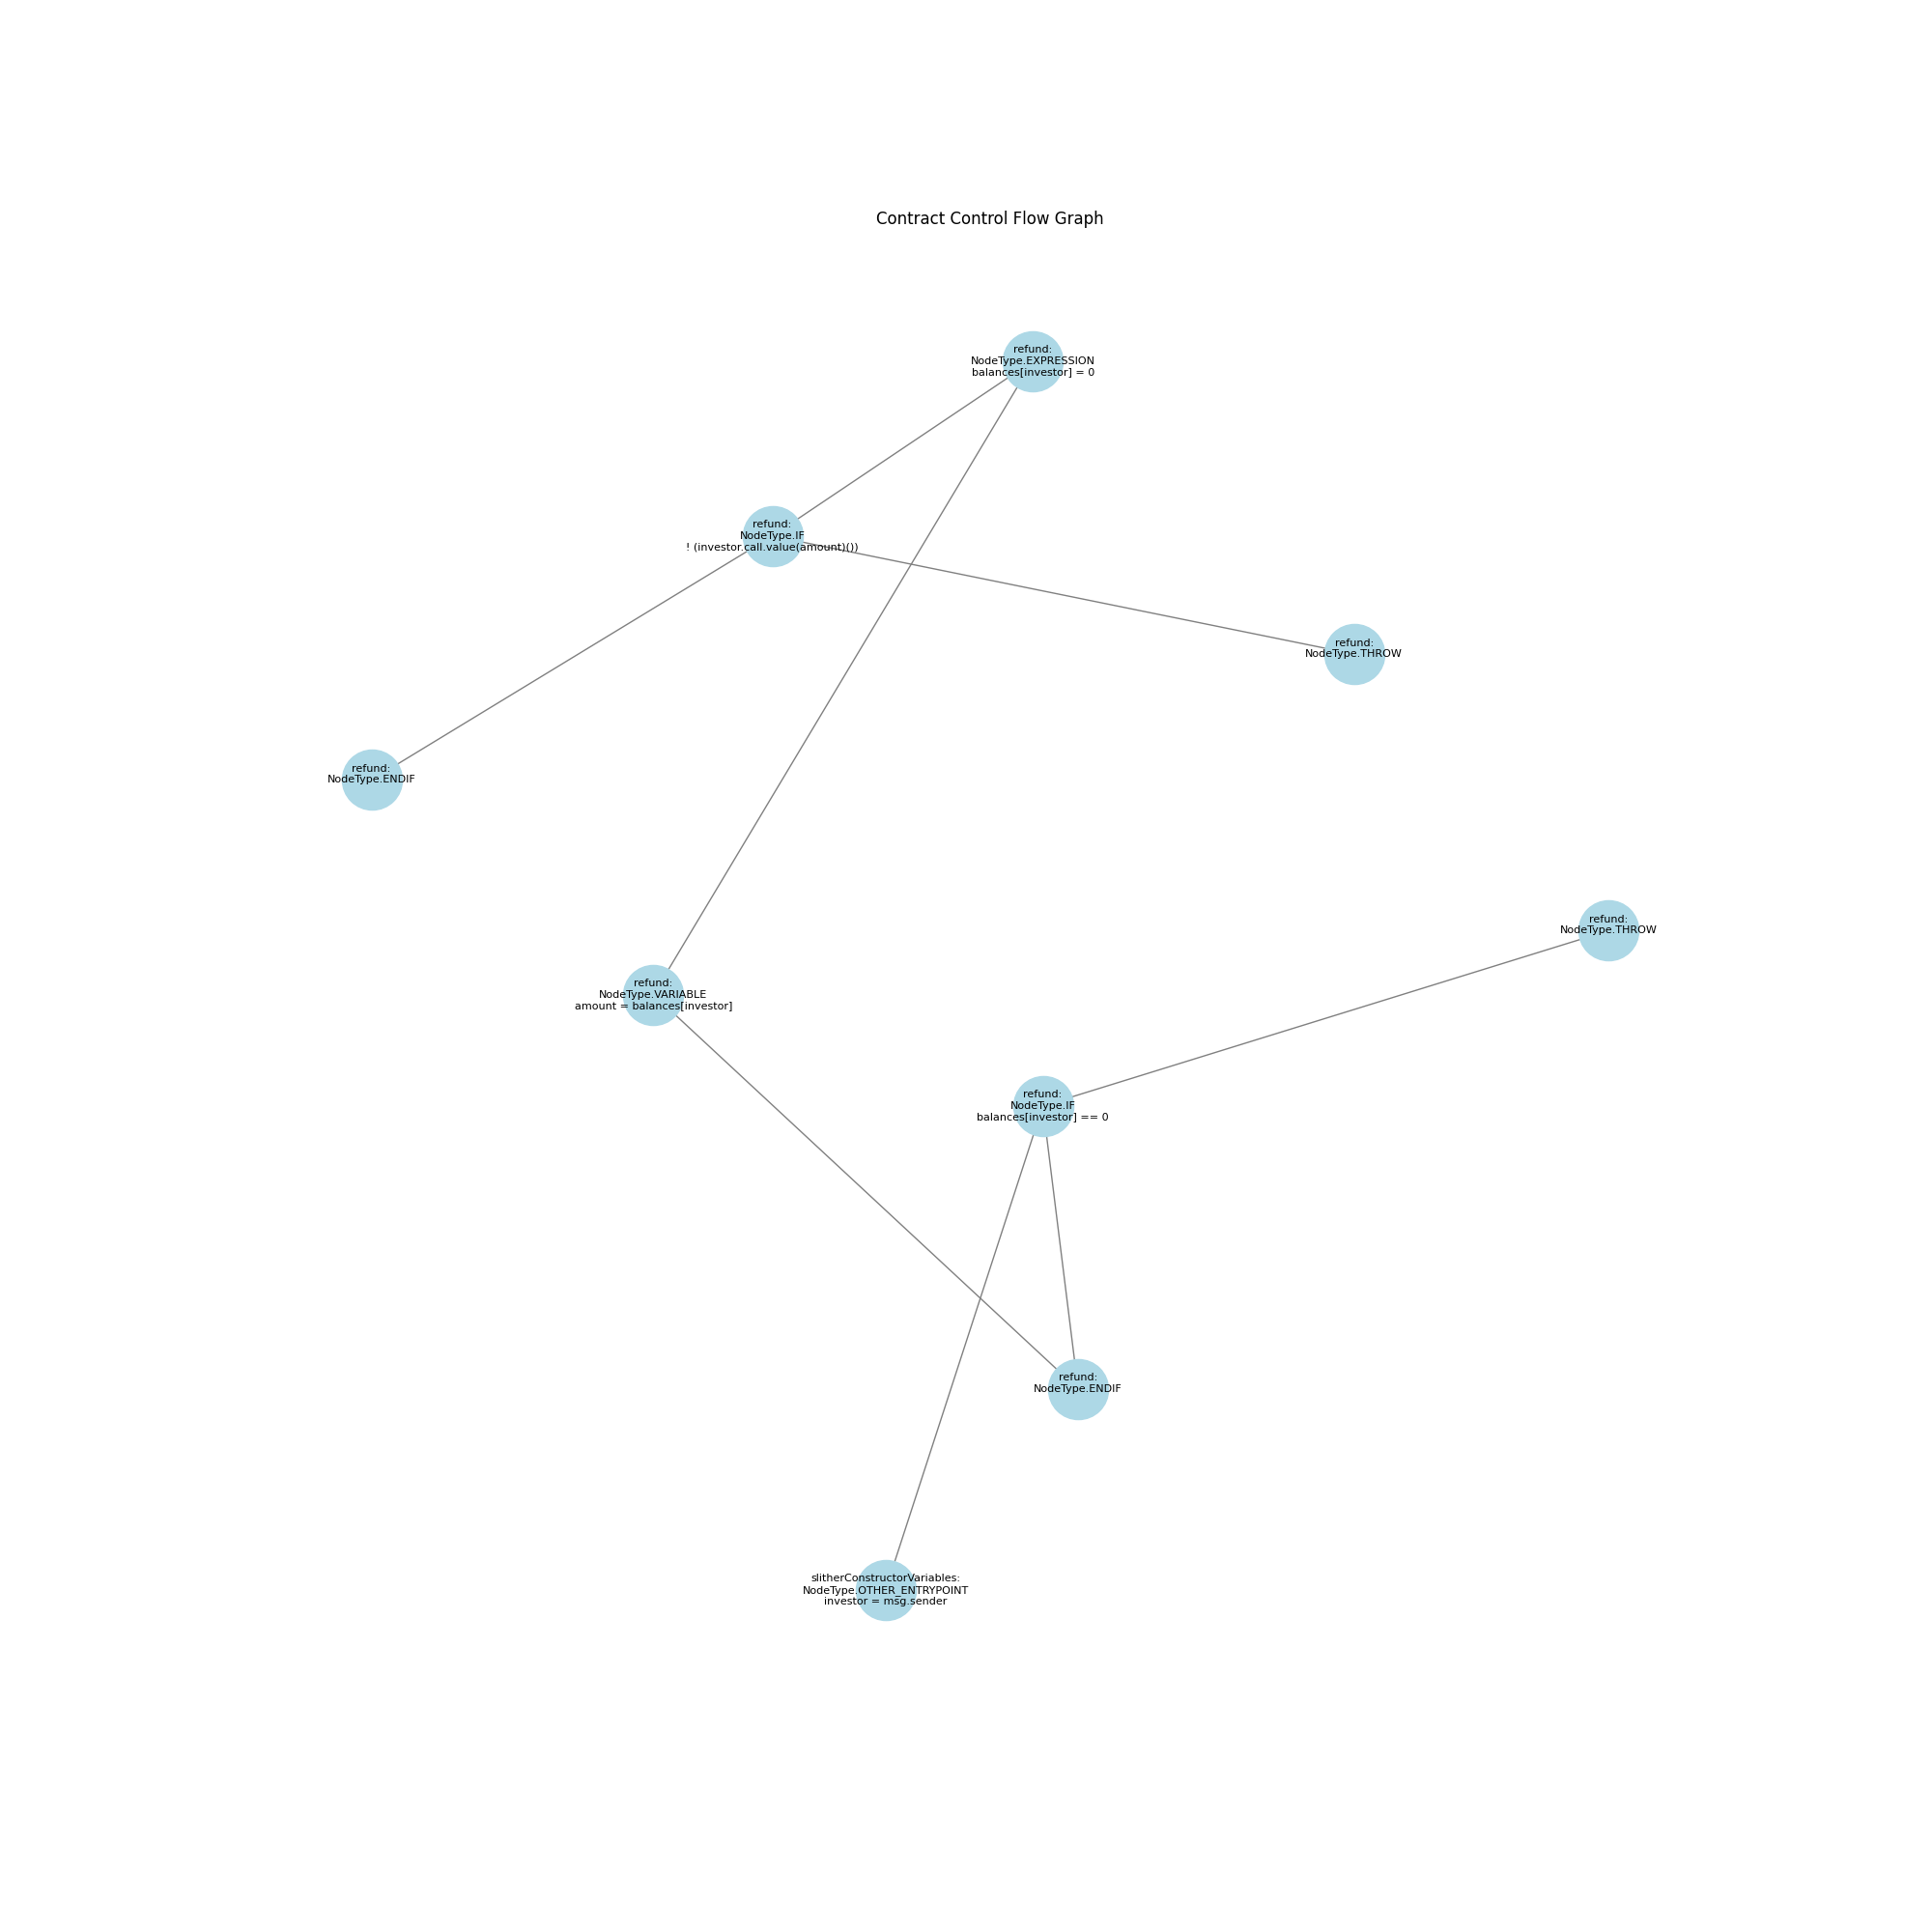 Contract Control Flow Graph
refund:
NodeType.EXPRESSION
balances[investor] = 0
refund:
NodeType.IF
! (investor.call.value(amount)())
refund:
NodeType.THROW
refund:
NodeType.ENDIF
refund:
NodeType.THROW
refund:
NodeType.VARIABLE
amount = balances[investor]
refund:
NodeType.IF
balances[investor] == 0
refund:
NodeType.ENDIF
slitherConstructorVariables:
NodeType.OTHER_ENTRYPOINT
investor = msg.sender